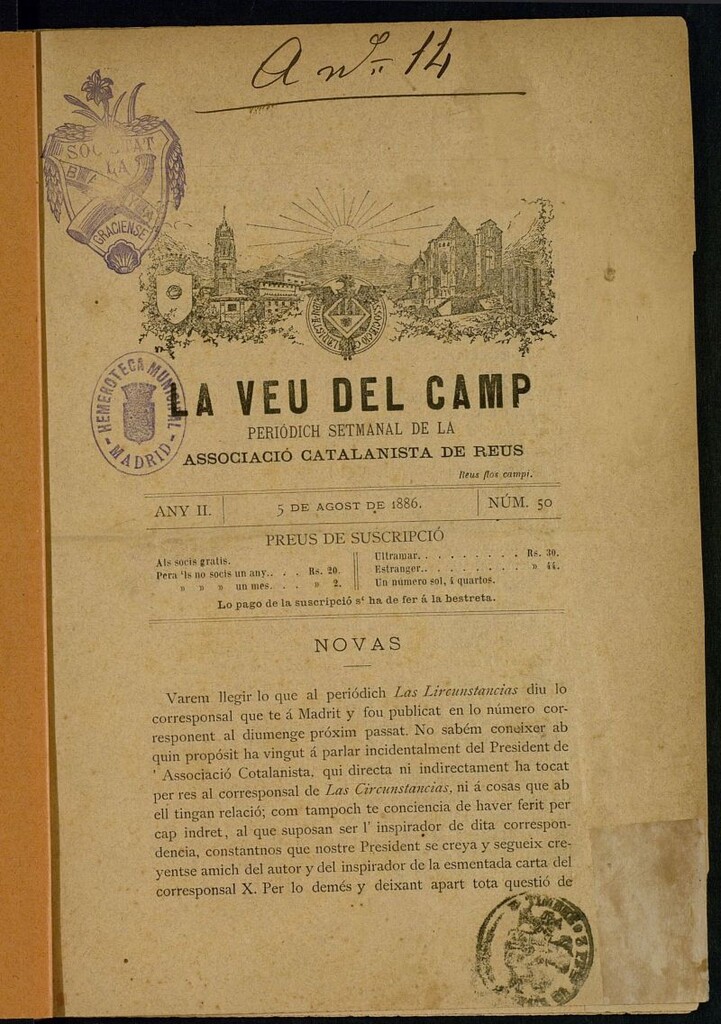 A nº 14
SOCIETAT
LA
GRACIENSE
HEMEROTECA MUNICIPAL
MADRID
LA VEU DEL CAMP
PERIÓDICH SETMANAL DE LA
ASSOCIACIÓ CATALANISTA DE REUS
Reus flos campi.
ANY II. 5 DE AGOST DE 1886. NÚM. 50
PREUS DE SUSCRIPCIÓ
Als socis gratis.
Pera 'ls no socis un any. . . . Rs. 20.
» » » un mes. . . . » 2.
Ultramar. . . . . . . . . Rs. 30.
Estranger. . . . . . . . . » 44.
Un número sol, 4 quartos.
Lo pago de la suscripció s' ha de fer á la bestreta.
NOVAS
Varem llegir lo que al periódich Las Lircunstancias diu lo
corresponsal que te á Madrit y fou publicat en lo número cor-
responent al diumenge próxim passat. No sabém coneixer ab
quin propósit ha vingut á parlar incidentalment del President de
' Associació Cotalanista, qui directa ni indirectament ha tocat
per res al corresponsal de Las Circunstancias, ni á cosas que ab
ell tingan relació; com tampoch te conciencia de haver ferit per
cap indret, al que suposan ser l' inspirador de dita correspon-
dencia, constantnos que nostre President se creya y segueix cre-
yentse amich del autor y del inspirador de la esmentada carta del
corresponsal X. Per lo demés y deixant apart tota questió de